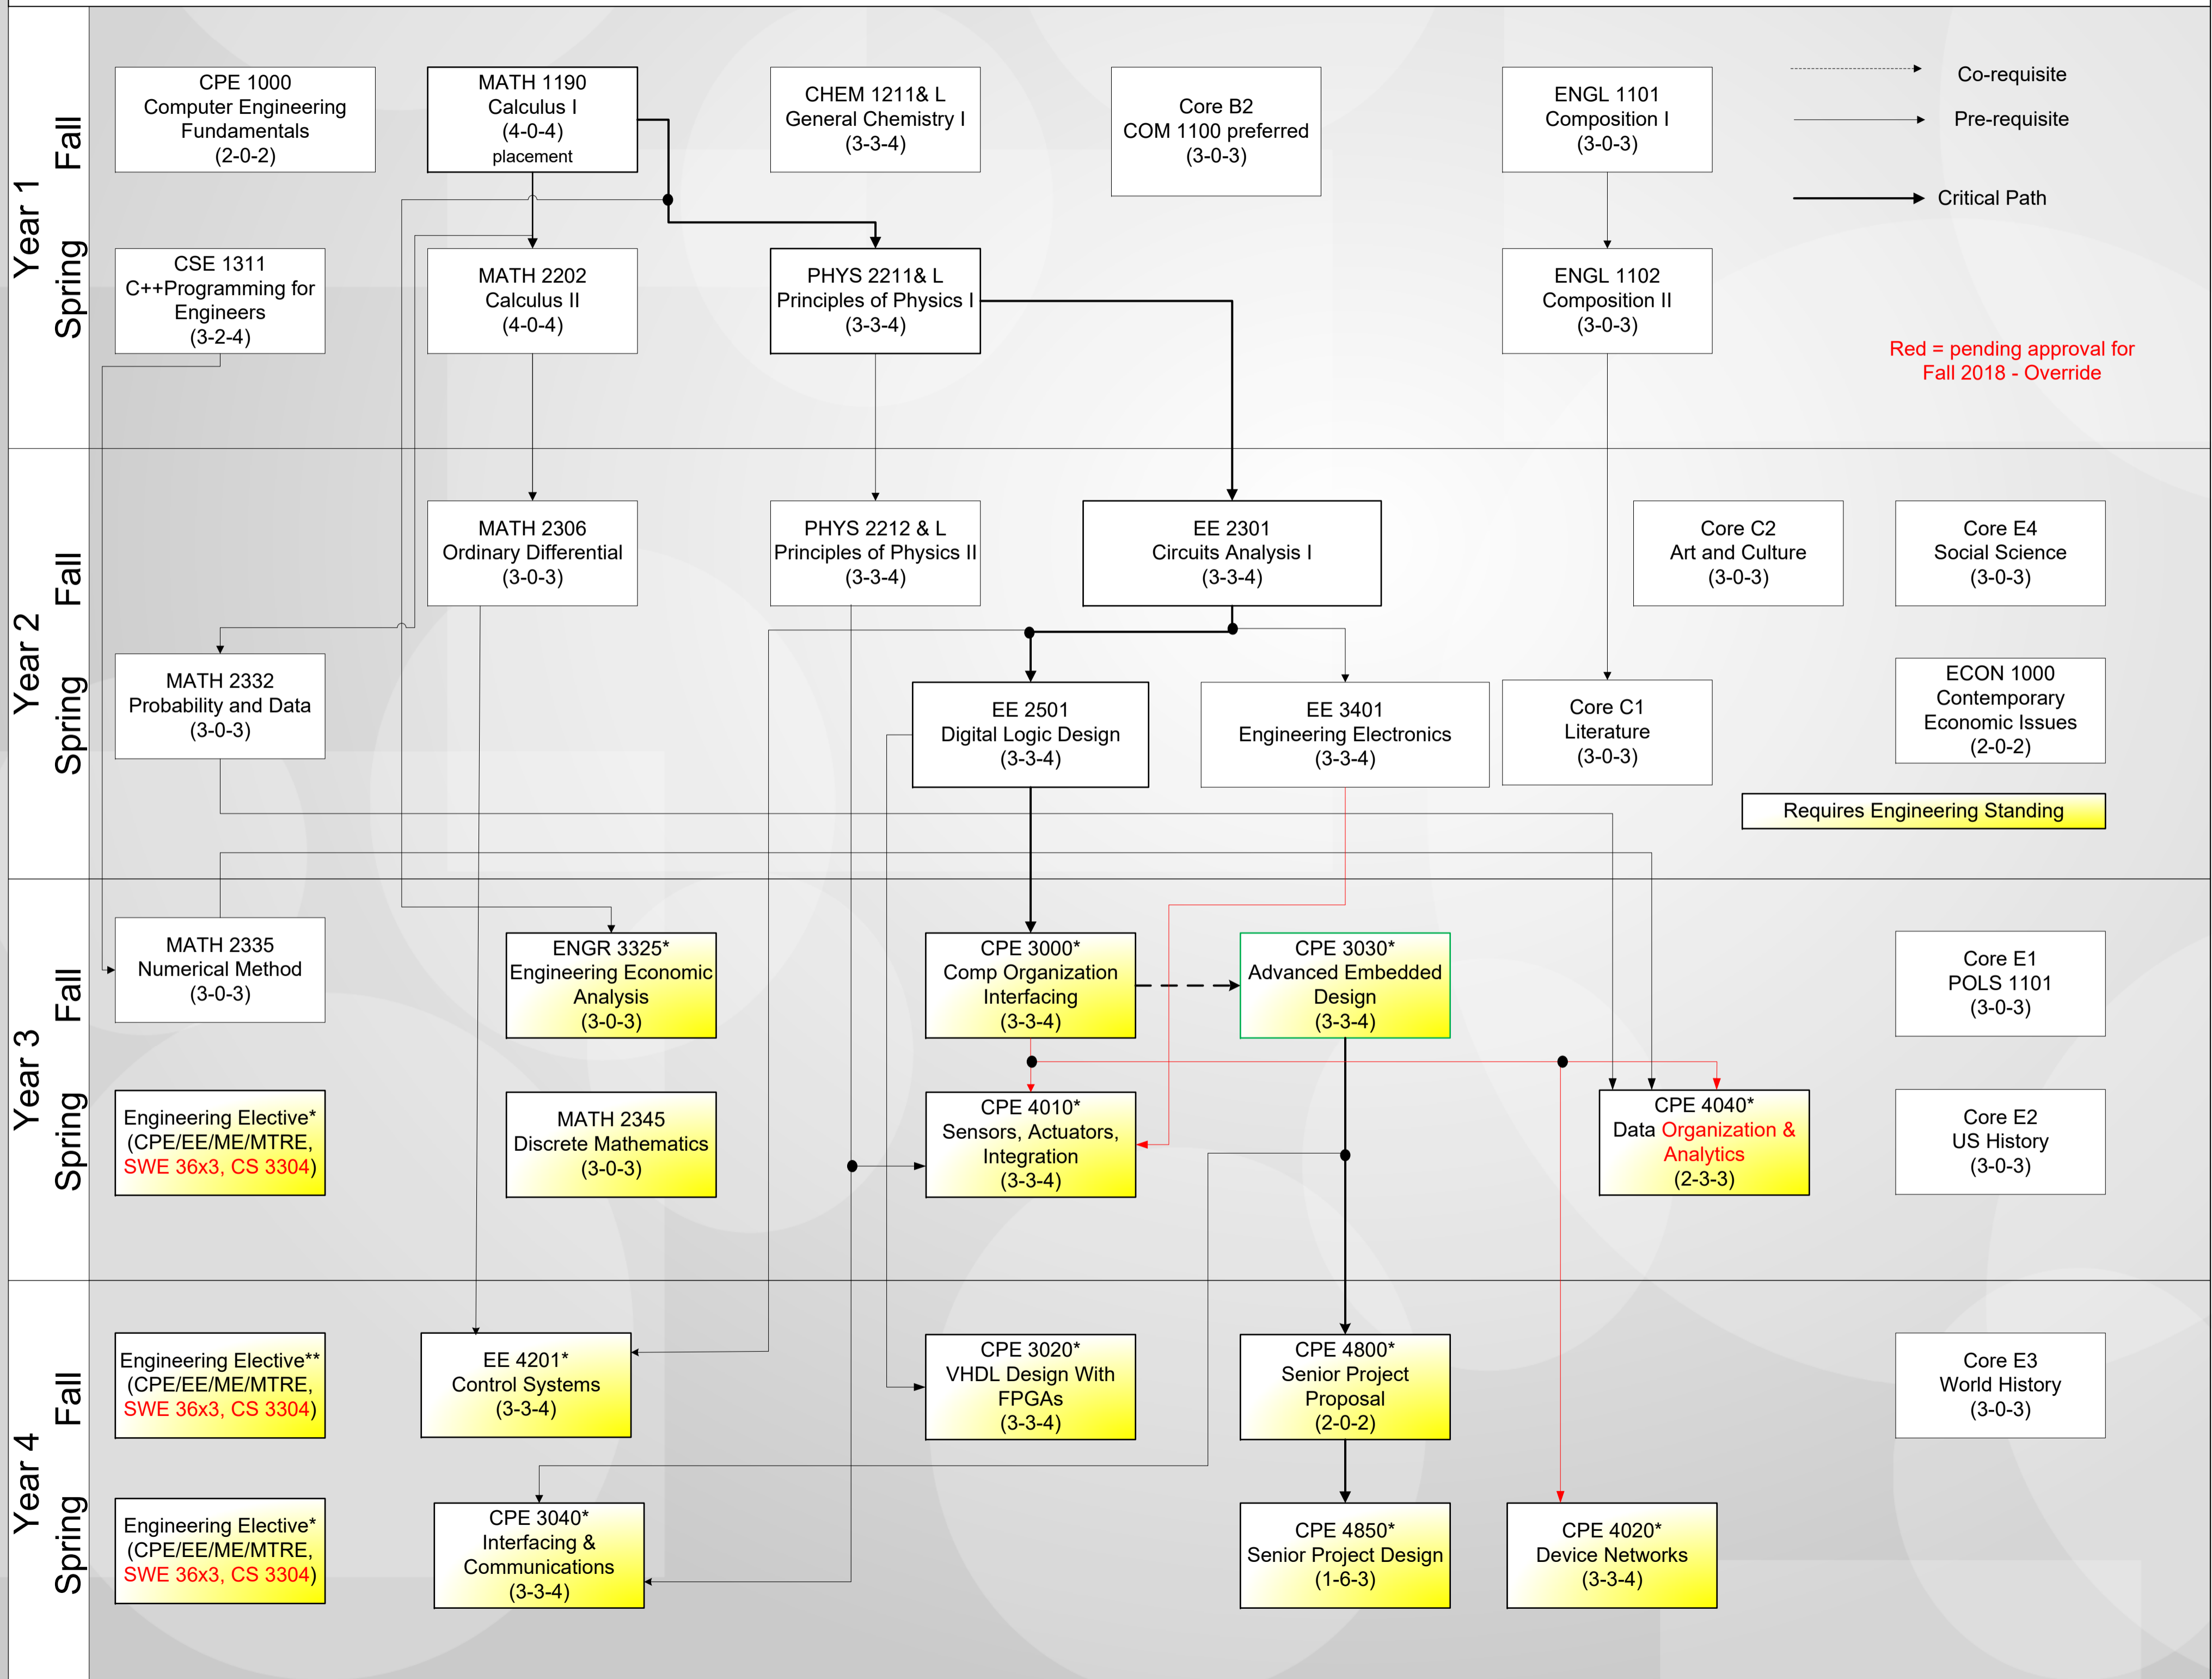 Year 1
Fall
CPE 1000
Computer Engineering
Fundamentals
(2-0-2)
MATH 1190
Calculus I
(4-0-4)
placement
CHEM 1211& L
General Chemistry I
(3-3-4)
Core B2
COM 1100 preferred
(3-0-3)
ENGL 1101
Composition I
(3-0-3)
Co-requisite
Pre-requisite
Critical Path
Spring
CSE 1311
C++Programming for
Engineers
(3-2-4)
MATH 2202
Calculus II
(4-0-4)
PHYS 2211& L
Principles of Physics I
(3-3-4)
ENGL 1102
Composition II
(3-0-3)
Red = pending approval for
Fall 2018 - Override
Year 2
Fall
MATH 2306
Ordinary Differential
(3-0-3)
PHYS 2212 & L
Principles of Physics II
(3-3-4)
EE 2301
Circuits Analysis I
(3-3-4)
Core C2
Art and Culture
(3-0-3)
Core E4
Social Science
(3-0-3)
Spring
MATH 2332
Probability and Data
(3-0-3)
EE 2501
Digital Logic Design
(3-3-4)
EE 3401
Engineering Electronics
(3-3-4)
Core C1
Literature
(3-0-3)
ECON 1000
Contemporary
Economic Issues
(2-0-2)
Requires Engineering Standing
Year 3
Fall
MATH 2335
Numerical Method
(3-0-3)
ENGR 3325*
Engineering Economic
Analysis
(3-0-3)
CPE 3000*
Comp Organization
Interfacing
(3-3-4)
CPE 3030*
Advanced Embedded
Design
(3-3-4)
Core E1
POLS 1101
(3-0-3)
Spring
Engineering Elective*
(CPE/EE/ME/MTRE,
SWE 36x3, CS 3304)
MATH 2345
Discrete Mathematics
(3-0-3)
CPE 4010*
Sensors, Actuators,
Integration
(3-3-4)
CPE 4040*
Data Organization &
Analytics
(2-3-3)
Core E2
US History
(3-0-3)
Year 4
Fall
Engineering Elective**
(CPE/EE/ME/MTRE,
SWE 36x3, CS 3304)
EE 4201*
Control Systems
(3-3-4)
CPE 3020*
VHDL Design With
FPGAs
(3-3-4)
CPE 4800*
Senior Project
Proposal
(2-0-2)
Core E3
World History
(3-0-3)
Spring
Engineering Elective*
(CPE/EE/ME/MTRE,
SWE 36x3, CS 3304)
CPE 3040*
Interfacing &
Communications
(3-3-4)
CPE 4850*
Senior Project Design
(1-6-3)
CPE 4020*
Device Networks
(3-3-4)